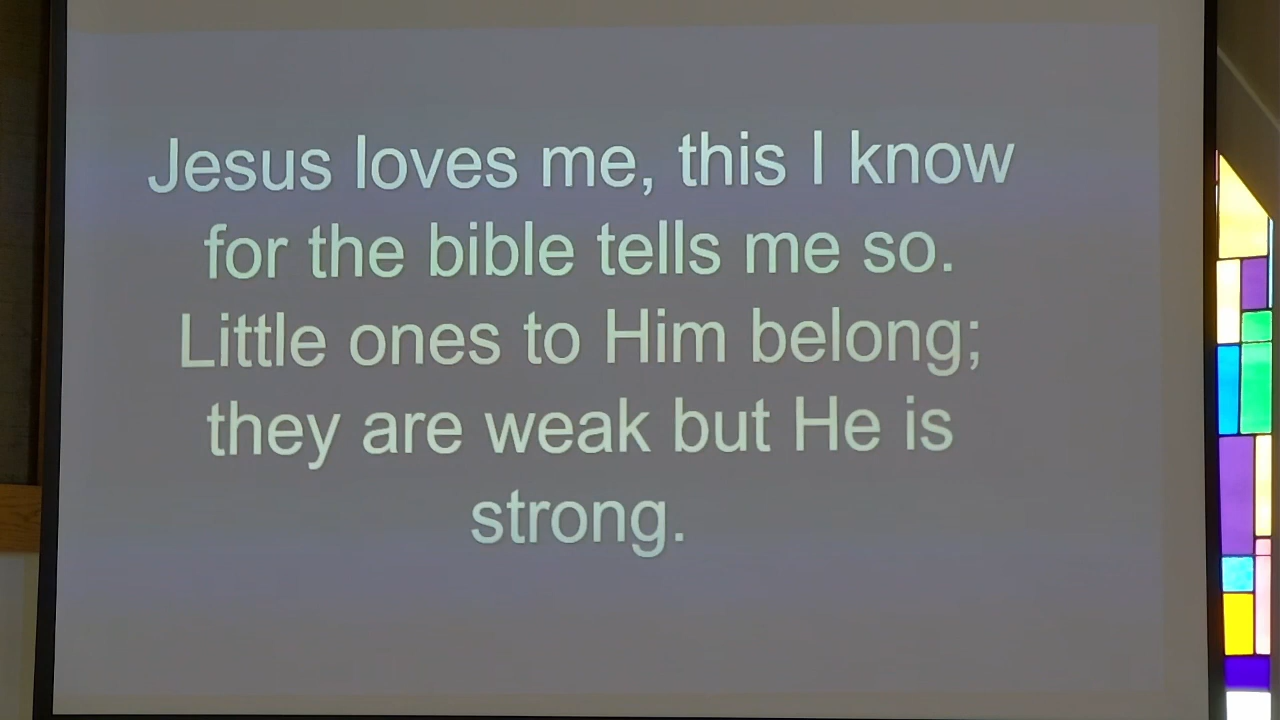 Jesus loves me, this I know
for the bible tells me so.
Little ones to Him belong;
they are weak but He is
strong.